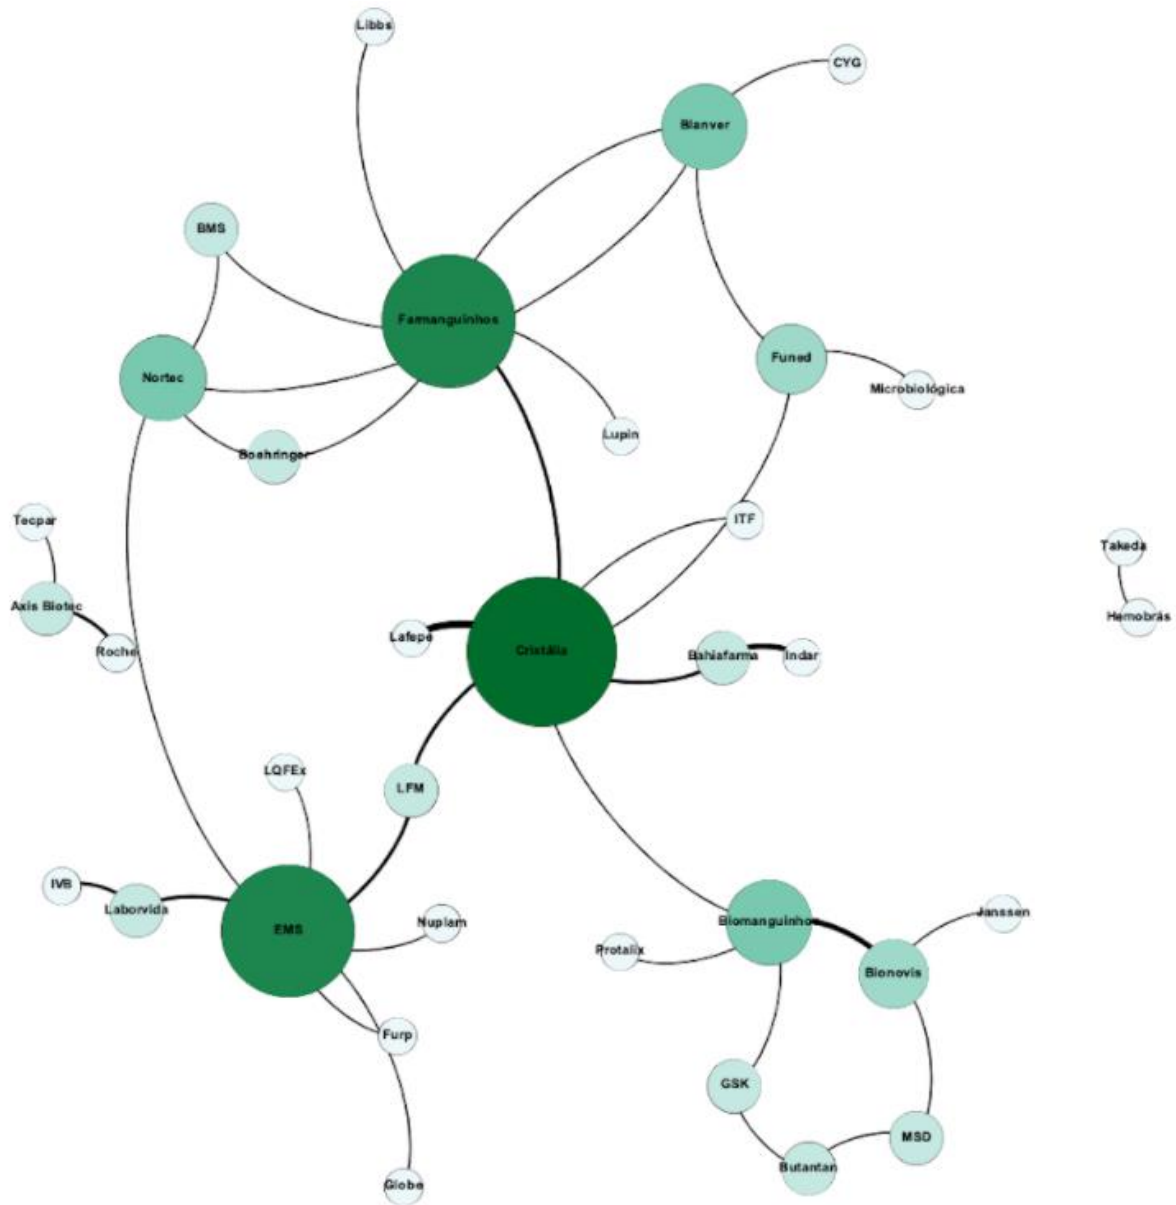 Libbs
CYG
Blanver
BMS
Farmanguinhos
Funed
Nortec
Microbiológica
Lupin
Boehringer
Tecpar
ITF
Takeda
Axis Biotec
Hemobrás
Lafepe
Roche
Cristália
Bahiafarma
Indar
LQFEx
LFM
IVB
Laborvida
Nuplam
Janssen
EMS
Biomanguinho
Protalix
Bionovis
Furp
GSK
MSD
Butantan
Globe